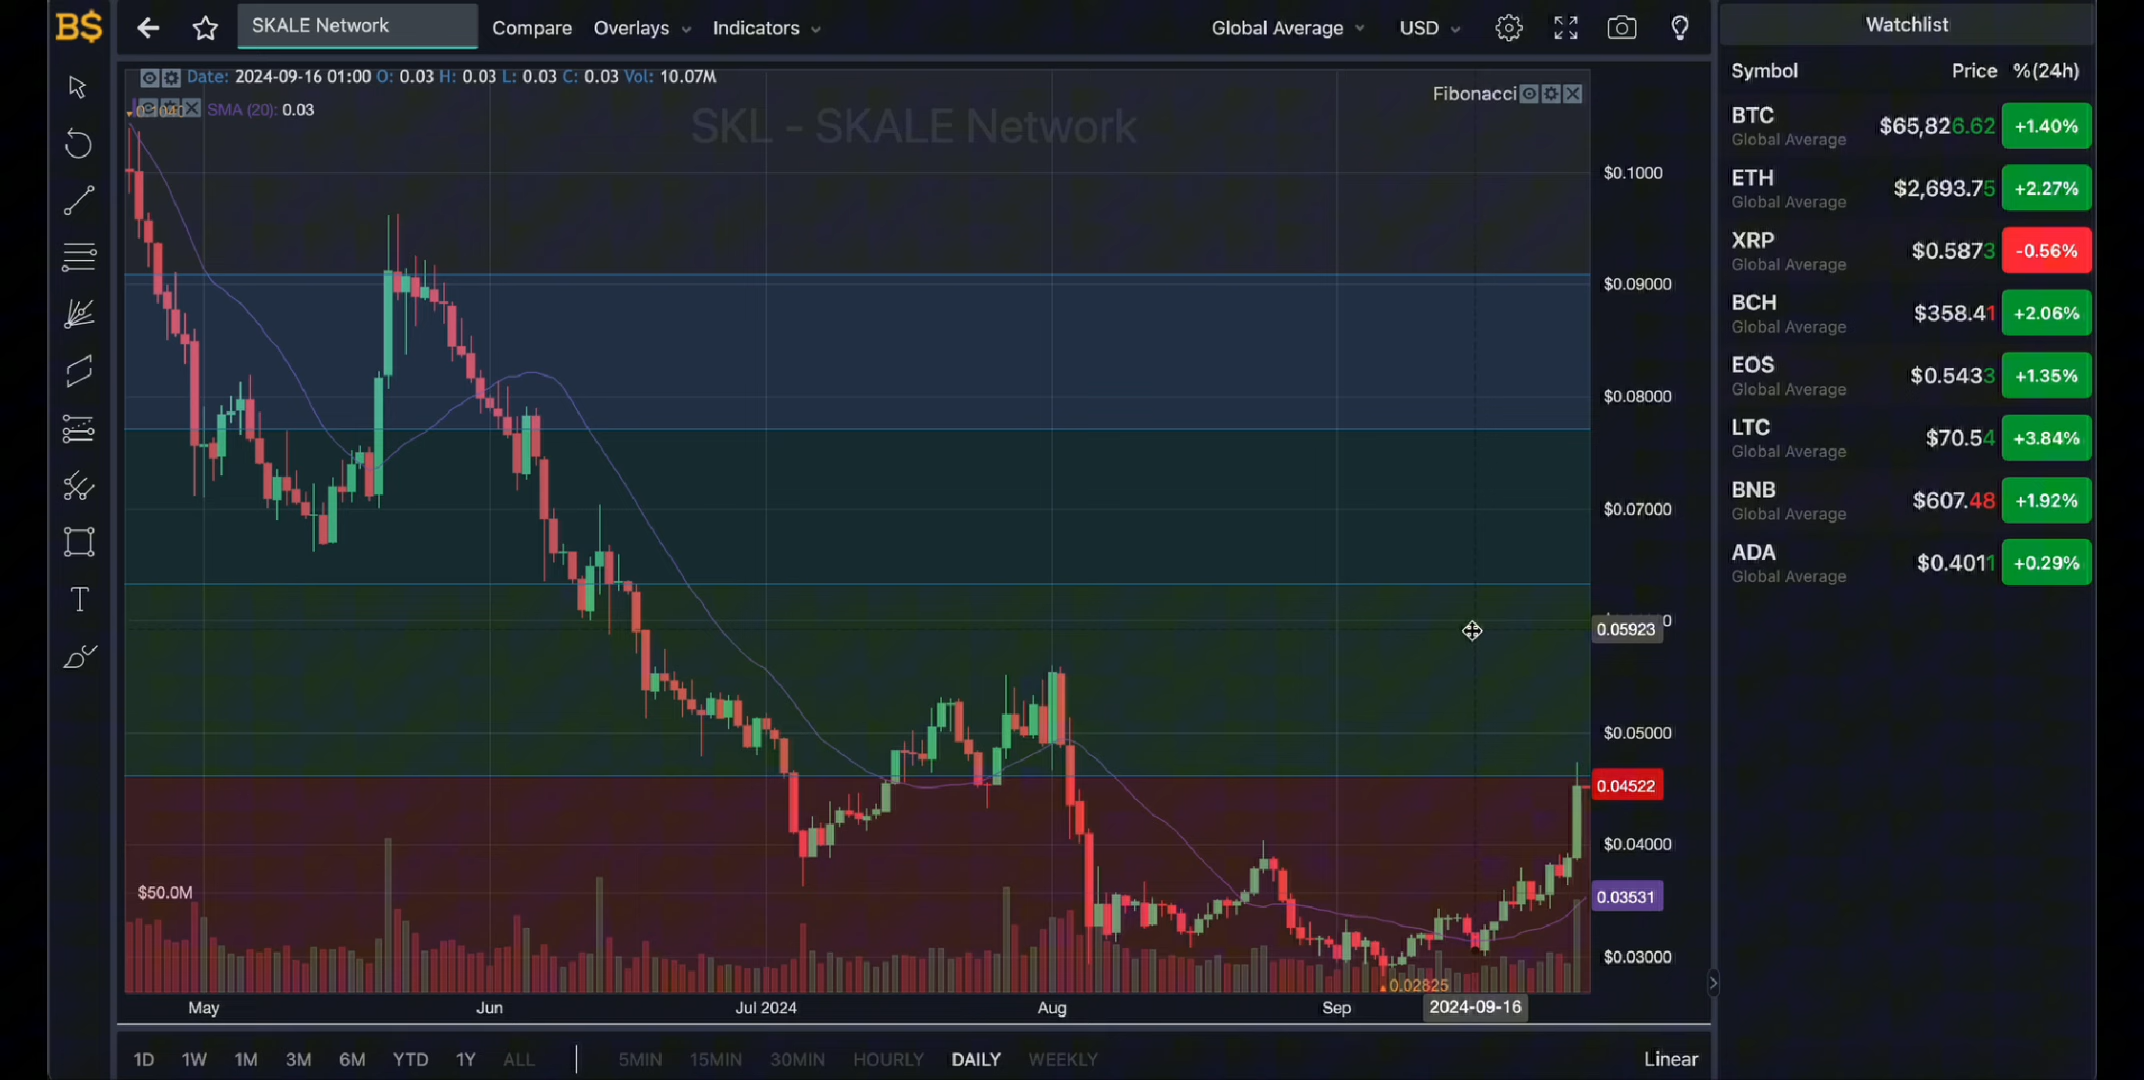 B$
SKALE Network
Compare
Overlays
Indicators
Global Average
USD
Date: 2024-09-16 01:00 O: 0.03 H: 0.03 L: 0.03 C: 0.03 Vol: 10.07M
SMA (20): 0.03
Fibonacci
SKL - SKALE Network
$0.1000
$0.09000
$0.08000
$0.07000
0.05923
$0.05000
0.04522
$0.04000
0.03531
$0.03000
$50.0M
0.02825
May
Jun
Jul 2024
Aug
Sep
2024-09-16
1D 1W 1M 3M 6M YTD 1Y ALL
5MIN 15MIN 30MIN HOURLY DAILY WEEKLY
Linear
Watchlist
Symbol Price %(24h)
BTC $65,826.62 +1.40%
Global Average
ETH $2,693.75 +2.27%
Global Average
XRP $0.5873 -0.56%
Global Average
BCH $358.41 +2.06%
Global Average
EOS $0.5433 +1.35%
Global Average
LTC $70.54 +3.84%
Global Average
BNB $607.48 +1.92%
Global Average
ADA $0.4011 +0.29%
Global Average